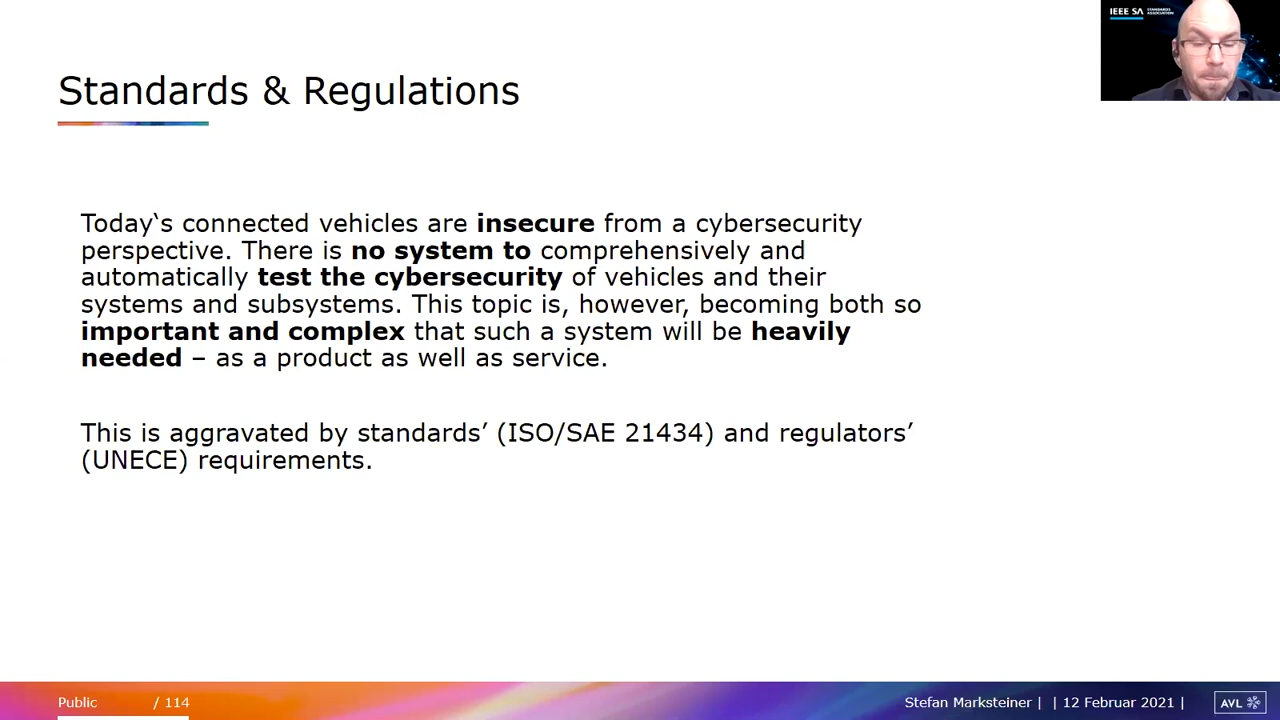 IEEE SA STANDARDS ASSOCIATION
Standards & Regulations
Today‘s connected vehicles are insecure from a cybersecurity
perspective. There is no system to comprehensively and
automatically test the cybersecurity of vehicles and their
systems and subsystems. This topic is, however, becoming both so
important and complex that such a system will be heavily
needed – as a product as well as service.
This is aggravated by standards’ (ISO/SAE 21434) and regulators’
(UNECE) requirements.
Public / 114 Stefan Marksteiner | | 12 Februar 2021 | AVL